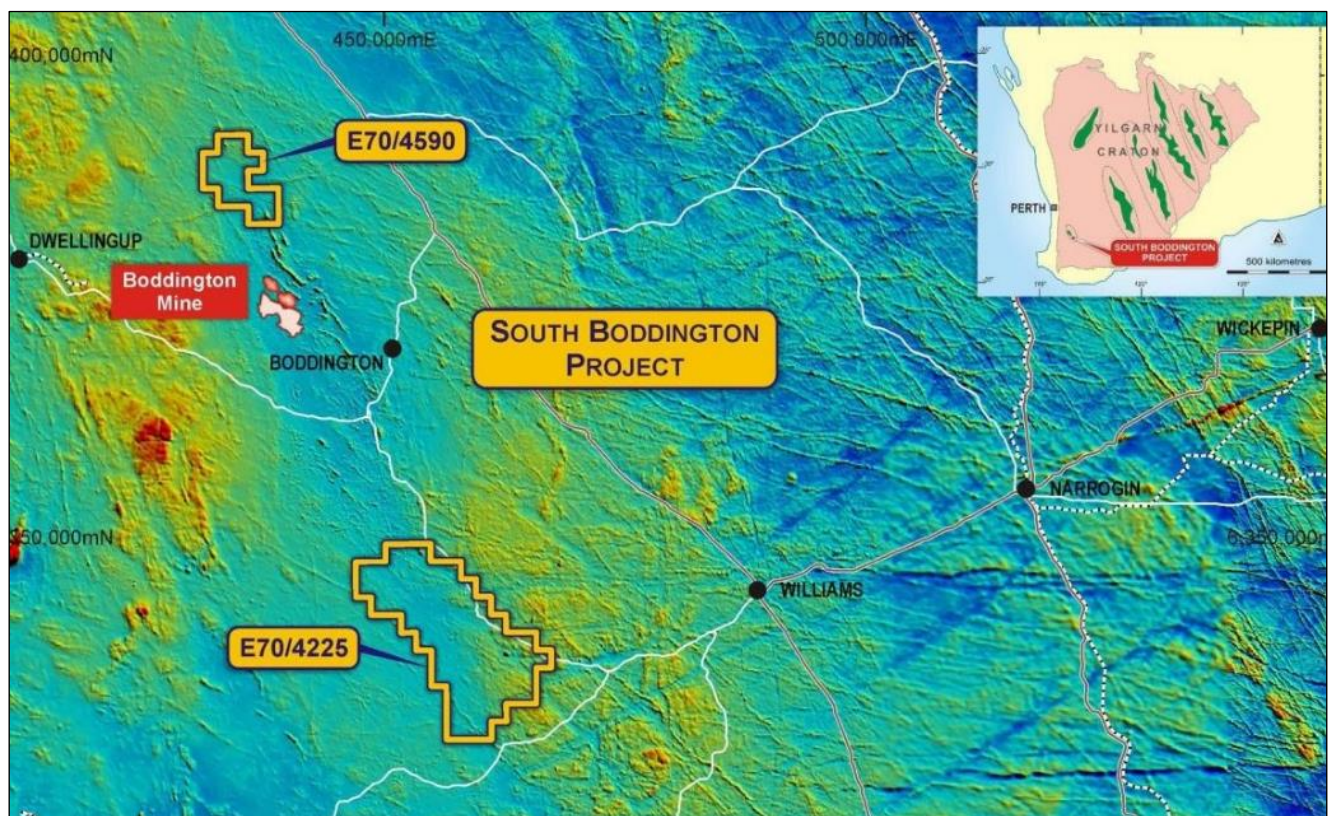 400,000mN
450,000mE
500,000mE
E70/4590
DWELLINGUP
Boddington
Mine
BODDINGTON
SOUTH BODDINGTON
PROJECT
WICKEPIN
NARROGIN
350,000mN
6,350,000m
WILLIAMS
E70/4225
YILGARN
CRATON
PERTH
SOUTH BODDINGTON
PROJECT
500 kilometres